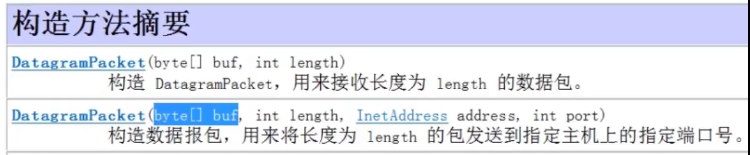 构造方法摘要
DatagramPacket(byte[] buf, int length)
构造 DatagramPacket，用来接收长度为 length 的数据包。
DatagramPacket(byte[] buf, int length, InetAddress address, int port)
构造数据报包，用来将长度为 length 的包发送到指定主机上的指定端口号。